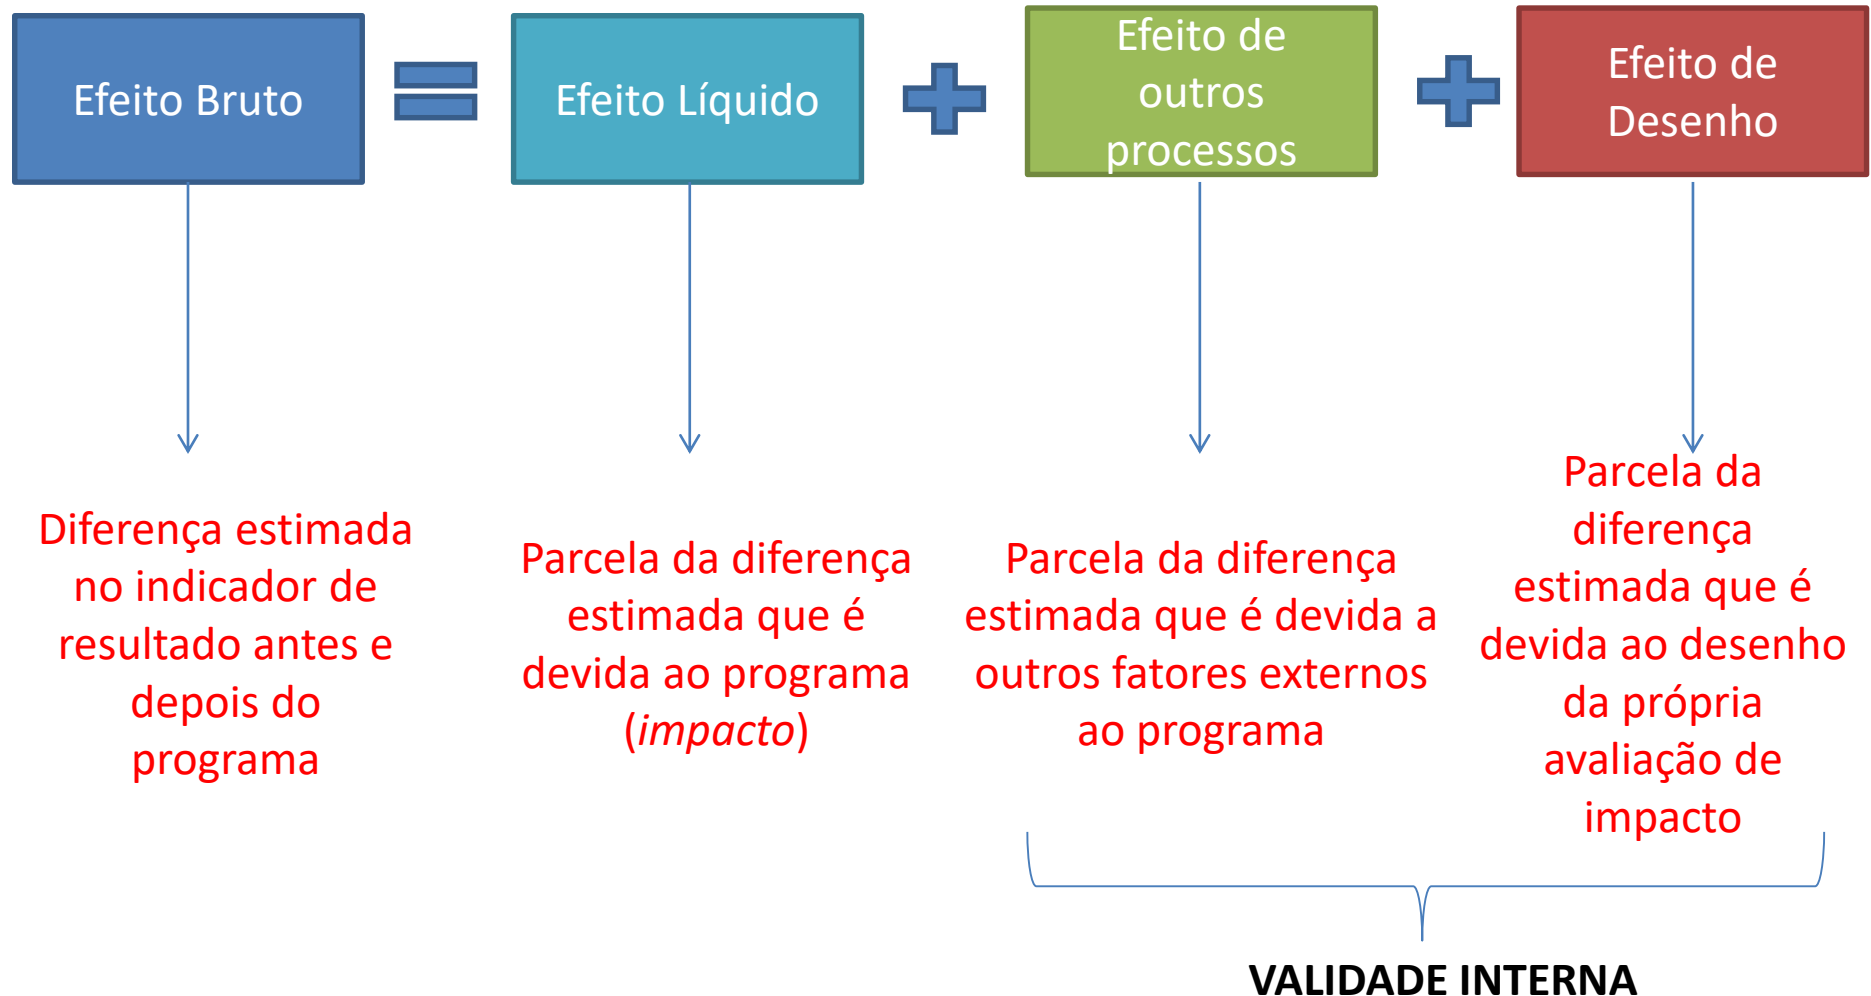 Efeito Bruto
Efeito Líquido
Efeito de
outros
processos
Efeito de
Desenho
Diferença estimada
no indicador de
resultado antes e
depois do
programa
Parcela da diferença
estimada que é
devida ao programa
(impacto)
Parcela da diferença
estimada que é devida a
outros fatores externos
ao programa
Parcela da
diferença
estimada que é
devida ao desenho
da própria
avaliação de
impacto
VALIDADE INTERNA